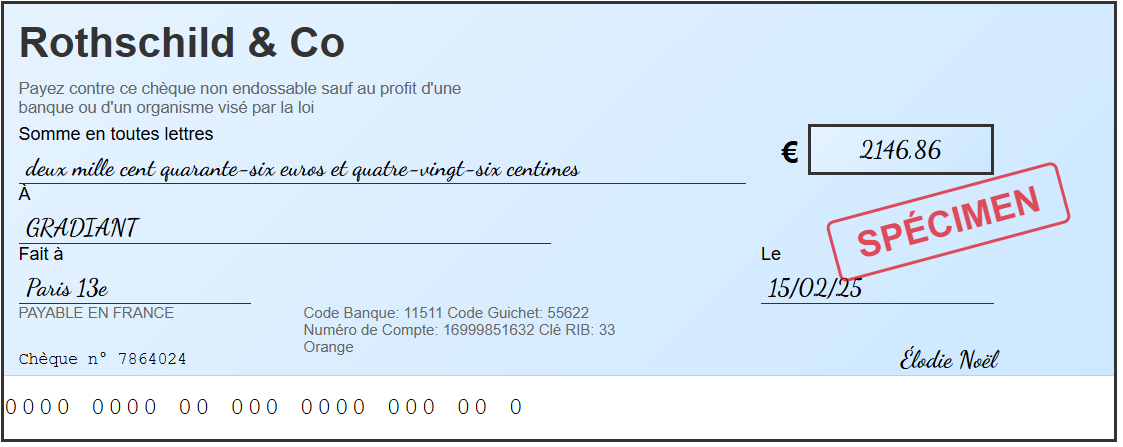 Rothschild & Co
Payez contre ce chèque non endossable sauf au profit d'une
banque ou d'un organisme visé par la loi
Somme en toutes lettres
deux mille cent quarante-six euros et quatre-vingt-six centimes
€ 2146.86
À
GRADIANT
SPÉCIMEN
Fait à
Paris 13e
Le
15/02/25
PAYABLE EN FRANCE
Code Banque: 11511 Code Guichet: 55622
Numéro de Compte: 16999851632 Clé RIB: 33
Orange
Chèque n° 7864024
Élodie Noël
0000 0000 00 000 0000 000 00 0